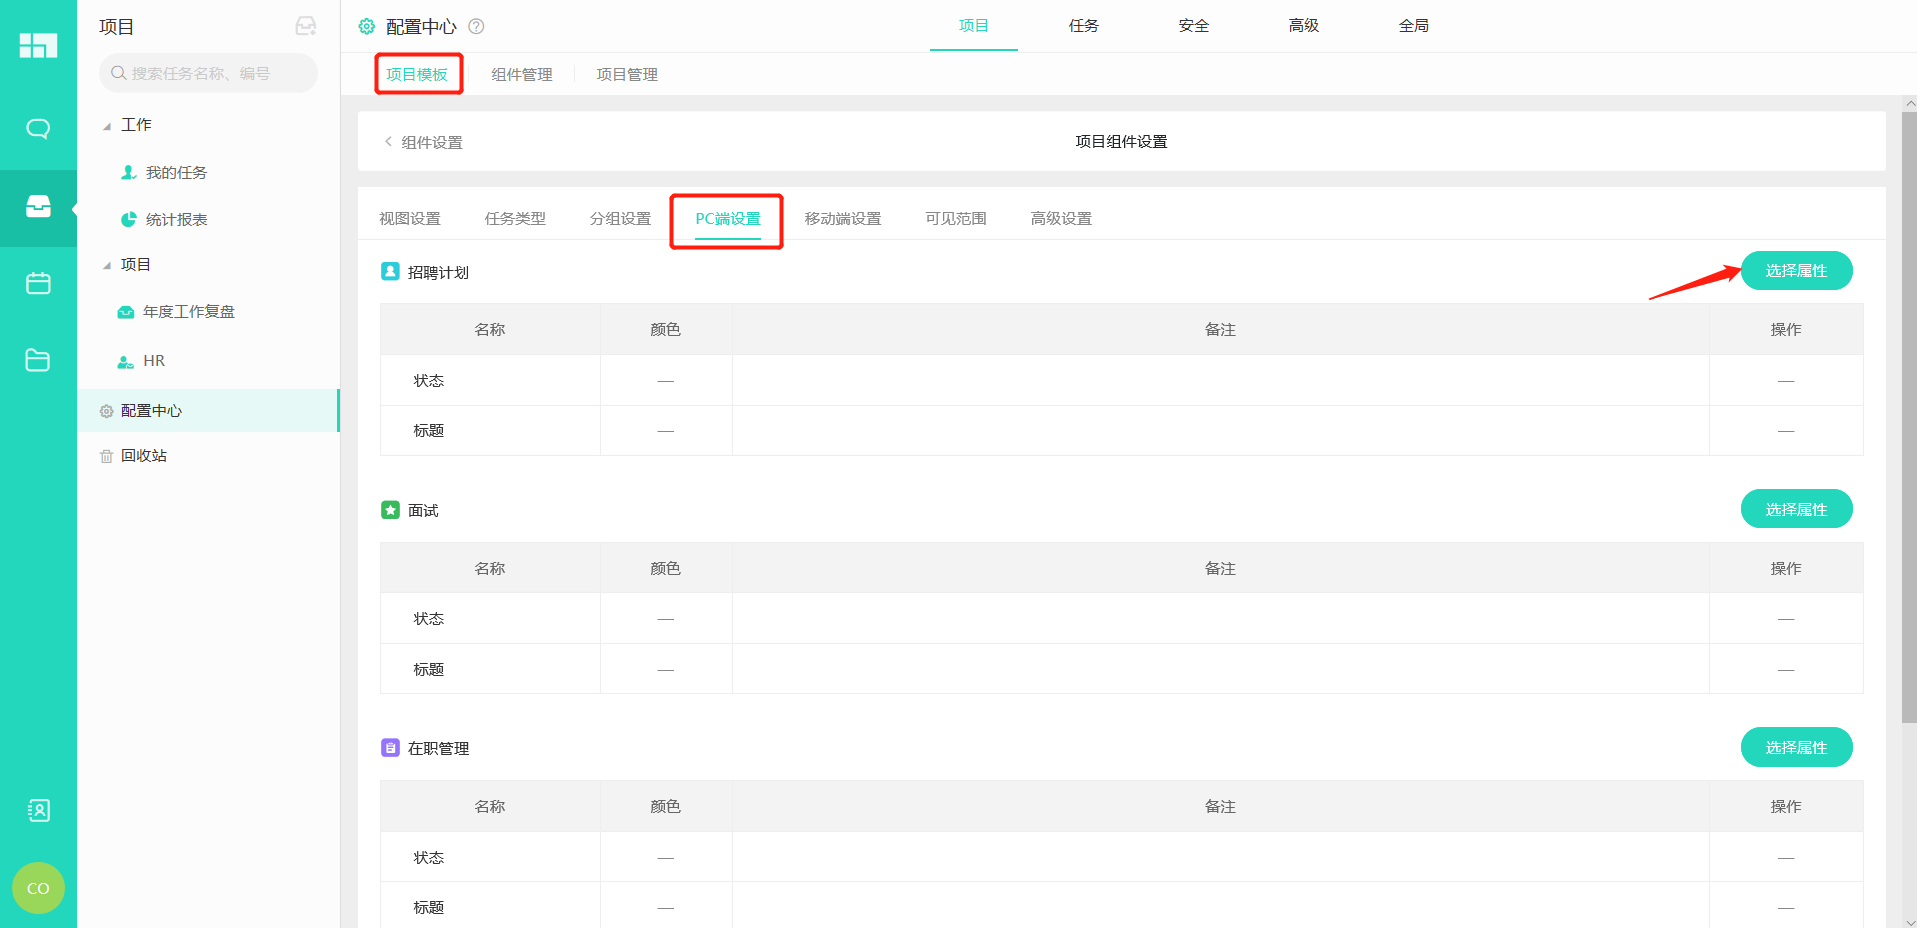 项目
搜索任务名称、编号
工作
我的任务
统计报表
项目
年度工作复盘
HR
配置中心
回收站
CO
配置中心 ?
项目 任务 安全 高级 全局
项目模板 组件管理 项目管理
< 组件设置
项目组件设置
视图设置 任务类型 分组设置 PC端设置 移动端设置 可见范围 高级设置
招聘计划 选择属性
名称 颜色 备注 操作
状态 — —
标题 — —
面试 选择属性
名称 颜色 备注 操作
状态 — —
标题 — —
在职管理 选择属性
名称 颜色 备注 操作
状态 — —
标题 — —